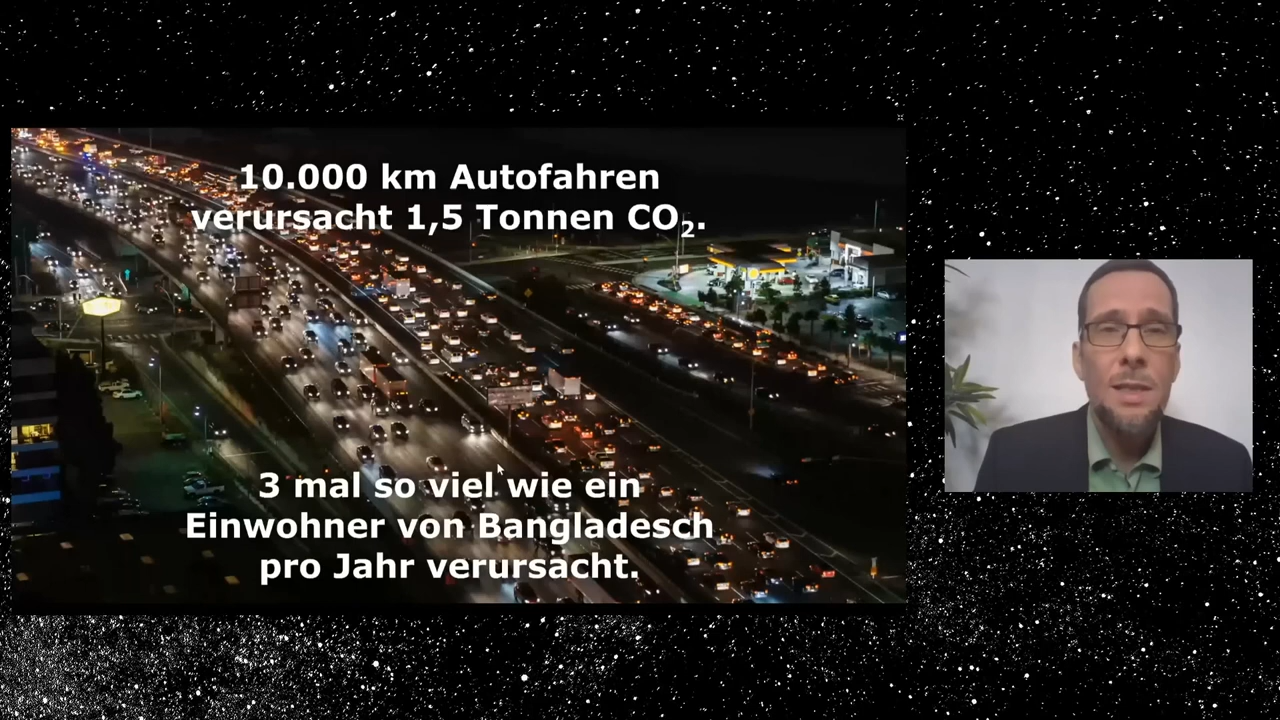 10.000 km Autofahren
verursacht 1,5 Tonnen CO₂.
3 mal so viel wie ein
Einwohner von Bangladesch
pro Jahr verursacht.